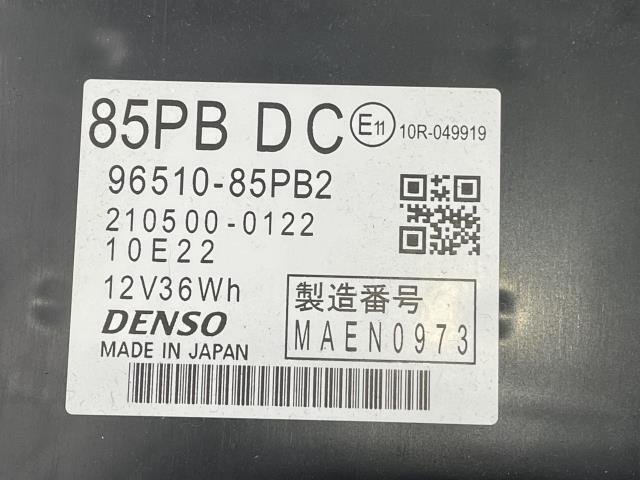 85PB DC E11 10R-049919
96510-85PB2
210500-0122
10E22
12V36Wh
DENSO
MADE IN JAPAN
製造番号
MAEN0973